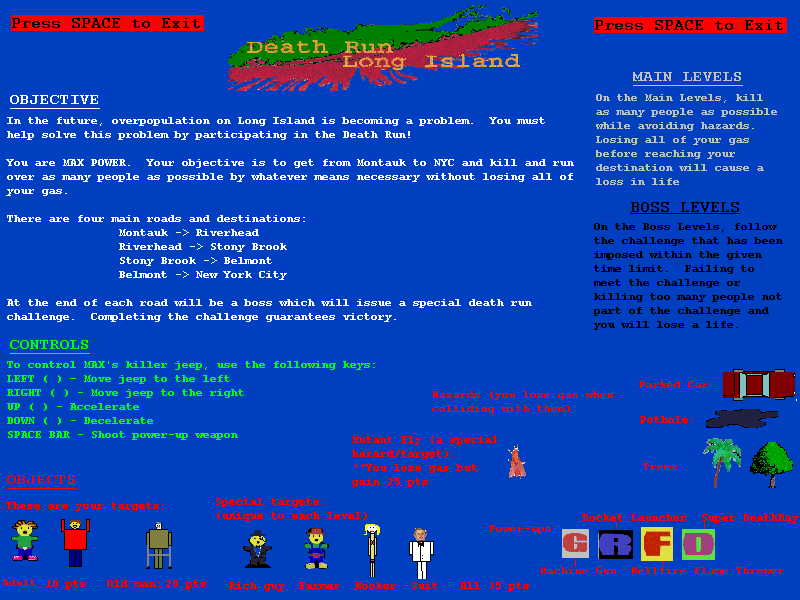 Press SPACE to Exit
Press SPACE to Exit
Death Run
Long Island
OBJECTIVE
In the future, overpopulation on Long Island is becoming a problem.  You must
help solve this problem by participating in the Death Run!
You are MAX POWER.  Your objective is to get from Montauk to NYC and kill and run
over as many people as possible by whatever means necessary without losing all of
your gas.
There are four main roads and destinations:
Montauk -> Riverhead
Riverhead -> Stony Brook
Stony Brook -> Belmont
Belmont -> New York City
At the end of each road will be a boss which will issue a special death run
challenge.  Completing the challenge guarantees victory.
MAIN LEVELS
On the Main Levels, kill
as many people as possible
while avoiding hazards.
Losing all of your gas
before reaching your
destination will cause a
loss in life
BOSS LEVELS
On the Boss Levels, follow
the challenge that has been
imposed within the given
time limit.  Failing to
meet the challenge or
killing too many people not
part of the challenge and
you will lose a life.
CONTROLS
To control MAX's killer jeep, use the following keys:
LEFT ( ) - Move jeep to the left
RIGHT ( ) - Move jeep to the right
UP ( ) - Accelerate
DOWN ( ) - Decelerate
SPACE BAR - Shoot power-up weapon
Hazards (you lose gas when
colliding with them):
Parked Car:
Pothole:
Trees:
Mutant Fly (a special
hazard/target):
**You lose gas but
gain 25 pts
OBJECTS
These are your targets:
Special targets:
(unique to each level)
Power-ups:
Rocket Launcher  Super DeathRay
G R F D
Machine Gun  Hellfire Flame Thrower
Adult: 10 pts  Old man: 20 pts
Rich guy  Farmer  Hooker  Suit - All 35 pts